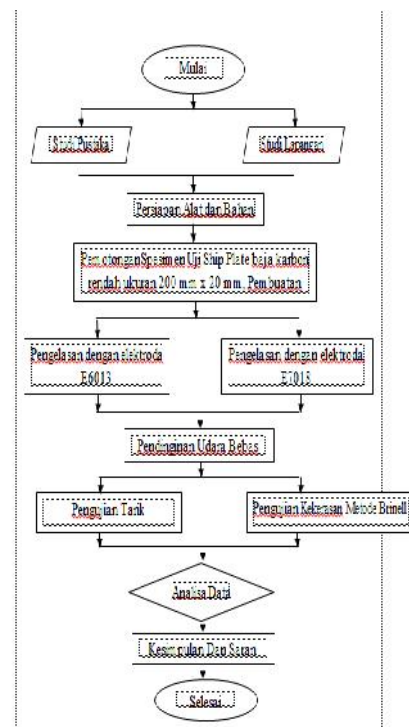 Mulai
Studi Pustaka
Studi Lapangan
Persiapan Alat dan Bahan
Pemotongan Spesimen Uji Ship Plate baja karbon
rendah ukuran 200 mm x 20 mm. Pembuatan
Pengelasan dengan elektroda
E6013
Pengelasan dengan elektroda
E7018
Pendinginan Udara Bebas
Pengujian Tarik
Pengujian Kekerasan Metode Brinell
Analisa Data
Kesimpulan Dan Saran
Selesai